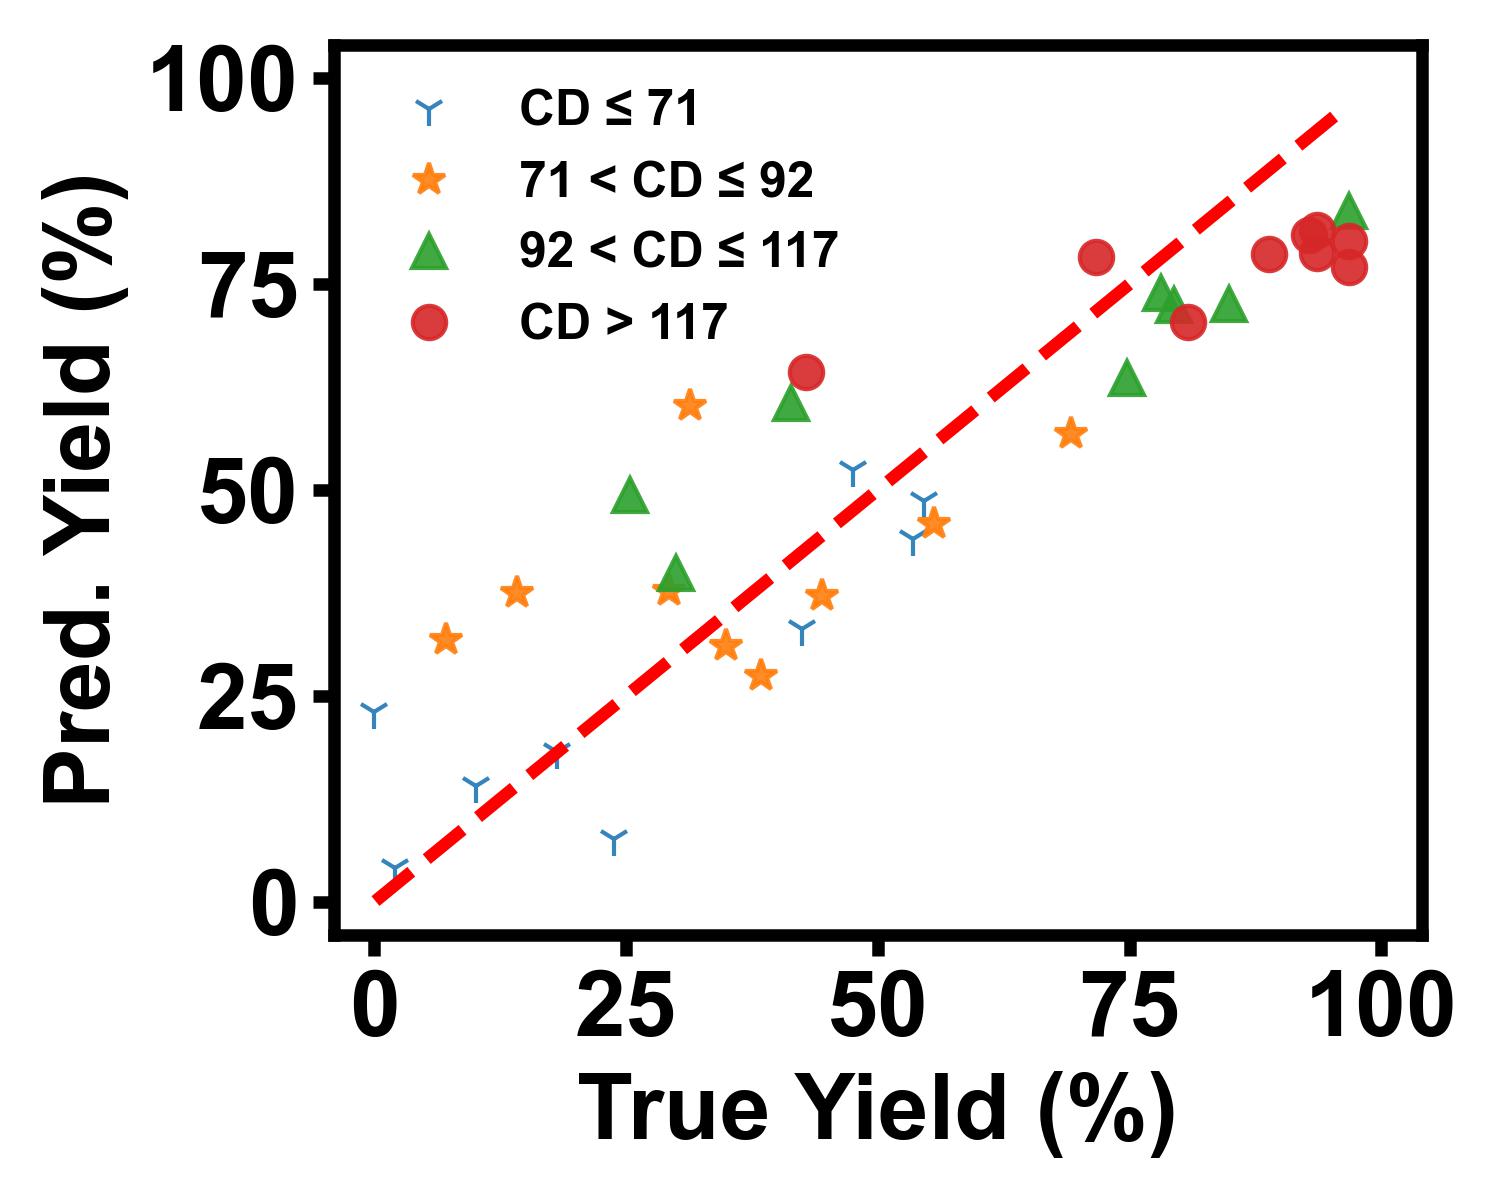 100
75
50
25
0
Pred. Yield (%)
CD ≤ 71
71 < CD ≤ 92
92 < CD ≤ 117
CD > 117
0 25 50 75 100
True Yield (%)